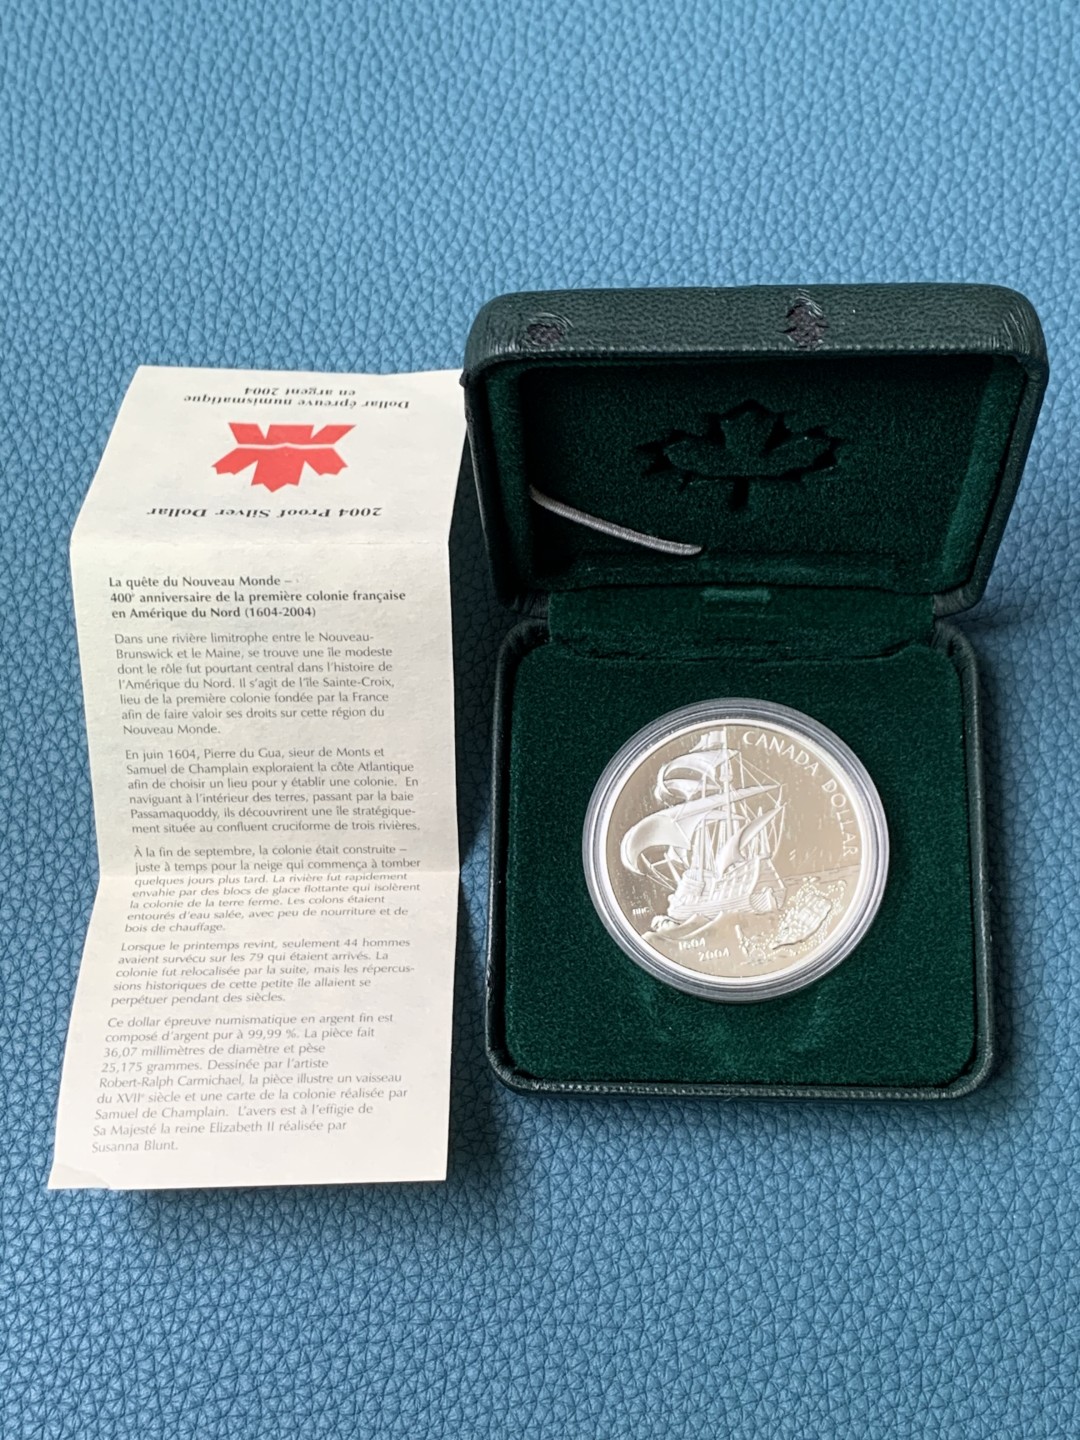 2004 Proof Silver Dollar
Dollar épreuve numismatique
en argent 2004
La quête du Nouveau Monde –
400e anniversaire de la première colonie française
en Amérique du Nord (1604-2004)
Dans une rivière limitrophe entre le Nouveau-
Brunswick et le Maine, se trouve une île modeste
dont le rôle fut pourtant central dans l'histoire de
l'Amérique du Nord. Il s'agit de l'île Sainte-Croix,
lieu de la première colonie fondée par la France
afin de faire valoir ses droits sur cette région du
Nouveau Monde.
En juin 1604, Pierre du Gua, sieur de Monts et
Samuel de Champlain exploraient la côte Atlantique
afin de choisir un lieu pour y établir une colonie. En
naviguant à l'intérieur des terres, passant par la baie
Passamaquoddy, ils découvrirent une île stratégique-
ment située au confluent cruciforme de trois rivières.
À la fin de septembre, la colonie était construite –
juste à temps pour la neige qui commença à tomber
quelques jours plus tard. La rivière fut rapidement
envahie par des blocs de glace flottante qui isolèrent
la colonie de la terre ferme. Les colons étaient
entourés d'eau salée, avec peu de nourriture et de
bois de chauffage.
Lorsque le printemps revint, seulement 44 hommes
avaient survécu sur les 79 qui étaient arrivés. La
colonie fut relocalisée par la suite, mais les répercus-
sions historiques de cette petite île allaient se
perpétuer pendant des siècles.
Ce dollar épreuve numismatique en argent fin est
composé d'argent pur à 99,99 %. La pièce fait
36,07 millimètres de diamètre et pèse
25,175 grammes. Dessinée par l'artiste
Robert-Ralph Carmichael, la pièce illustre un vaisseau
du XVIIe siècle et une carte de la colonie réalisée par
Samuel de Champlain. L'avers est à l'effigie de
Sa Majesté la reine Elizabeth II réalisée par
Susanna Blunt.
CANADA DOLLAR
1604
2004